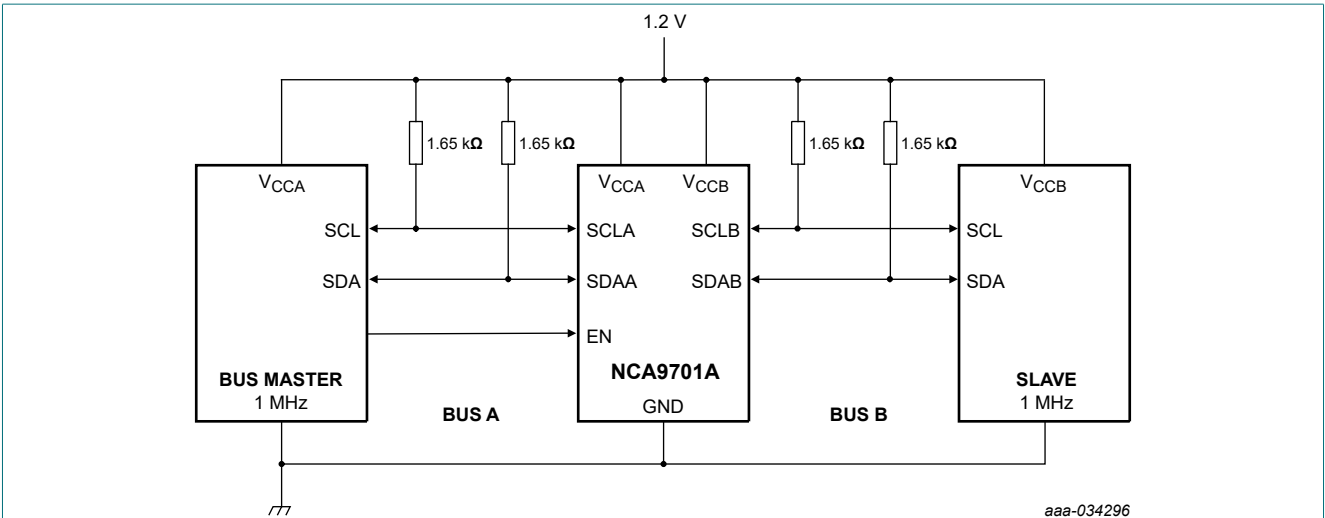 1.2 V
1.65 kΩ
1.65 kΩ
1.65 kΩ
1.65 kΩ
VCCA
SCL
SDA
BUS MASTER
1 MHz
BUS A
VCCA
VCCB
SCLA
SCLB
SDAA
SDAB
EN
NCA9701A
GND
BUS B
VCCB
SCL
SDA
SLAVE
1 MHz
aaa-034296